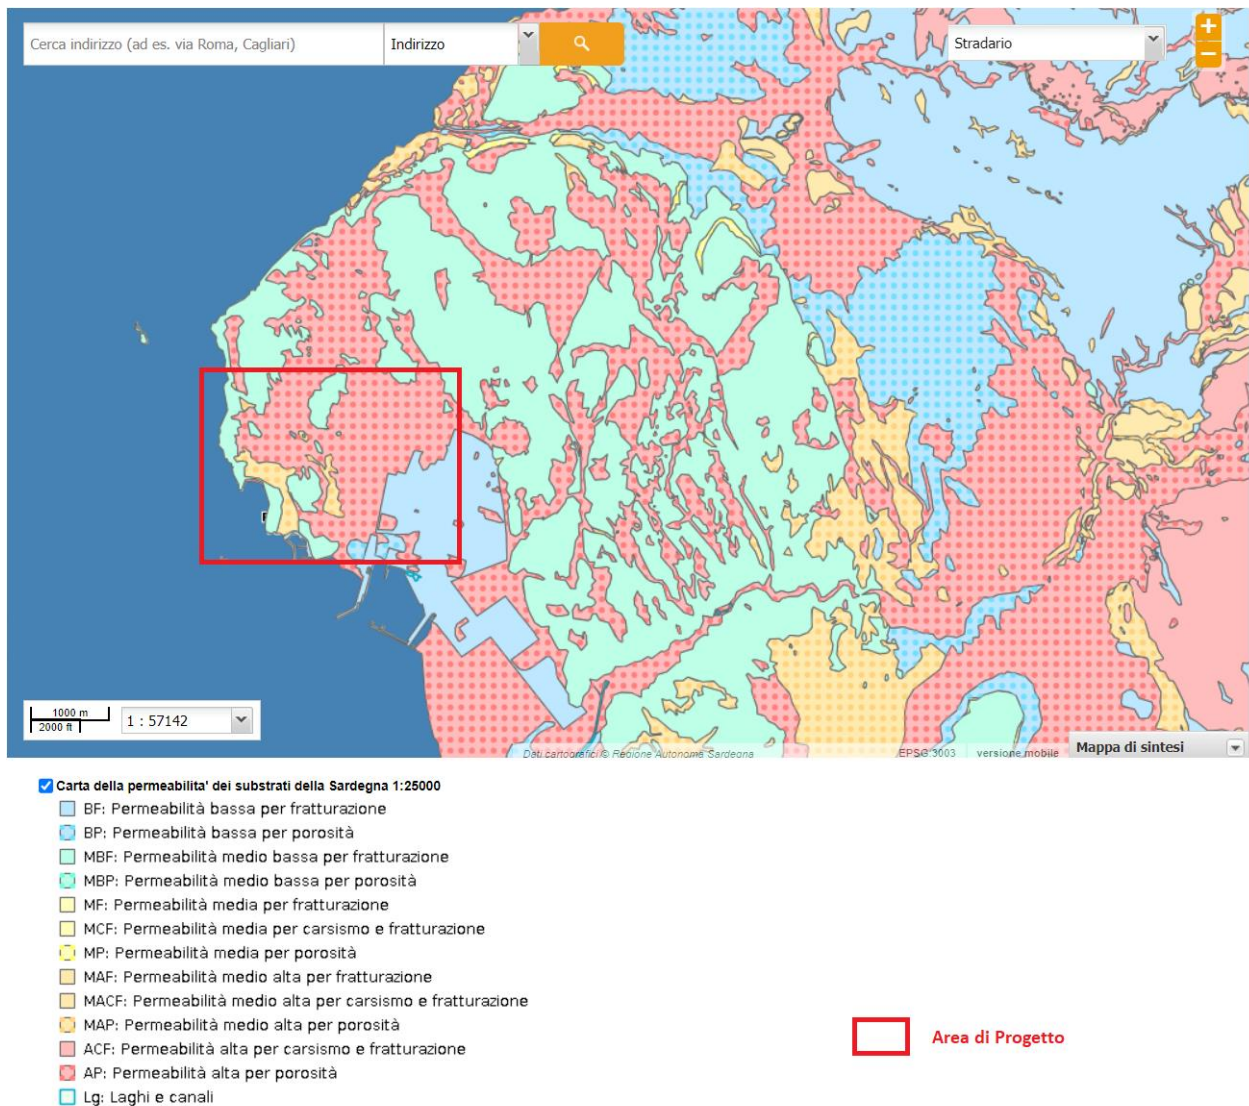 Cerca indirizzo (ad es. via Roma, Cagliari)
Indirizzo
Stradario
+
−
1000 m
2000 ft
1 : 57142
Dati cartografici © Regione Autonoma Sardegna
EPSG:3003
versione mobile
Mappa di sintesi
Carta della permeabilita' dei substrati della Sardegna 1:25000
BF: Permeabilità bassa per fratturazione
BP: Permeabilità bassa per porosità
MBF: Permeabilità medio bassa per fratturazione
MBP: Permeabilità medio bassa per porosità
MF: Permeabilità media per fratturazione
MCF: Permeabilità media per carsismo e fratturazione
MP: Permeabilità media per porosità
MAF: Permeabilità medio alta per fratturazione
MACF: Permeabilità medio alta per carsismo e fratturazione
MAP: Permeabilità medio alta per porosità
ACF: Permeabilità alta per carsismo e fratturazione
AP: Permeabilità alta per porosità
Lg: Laghi e canali
Area di Progetto